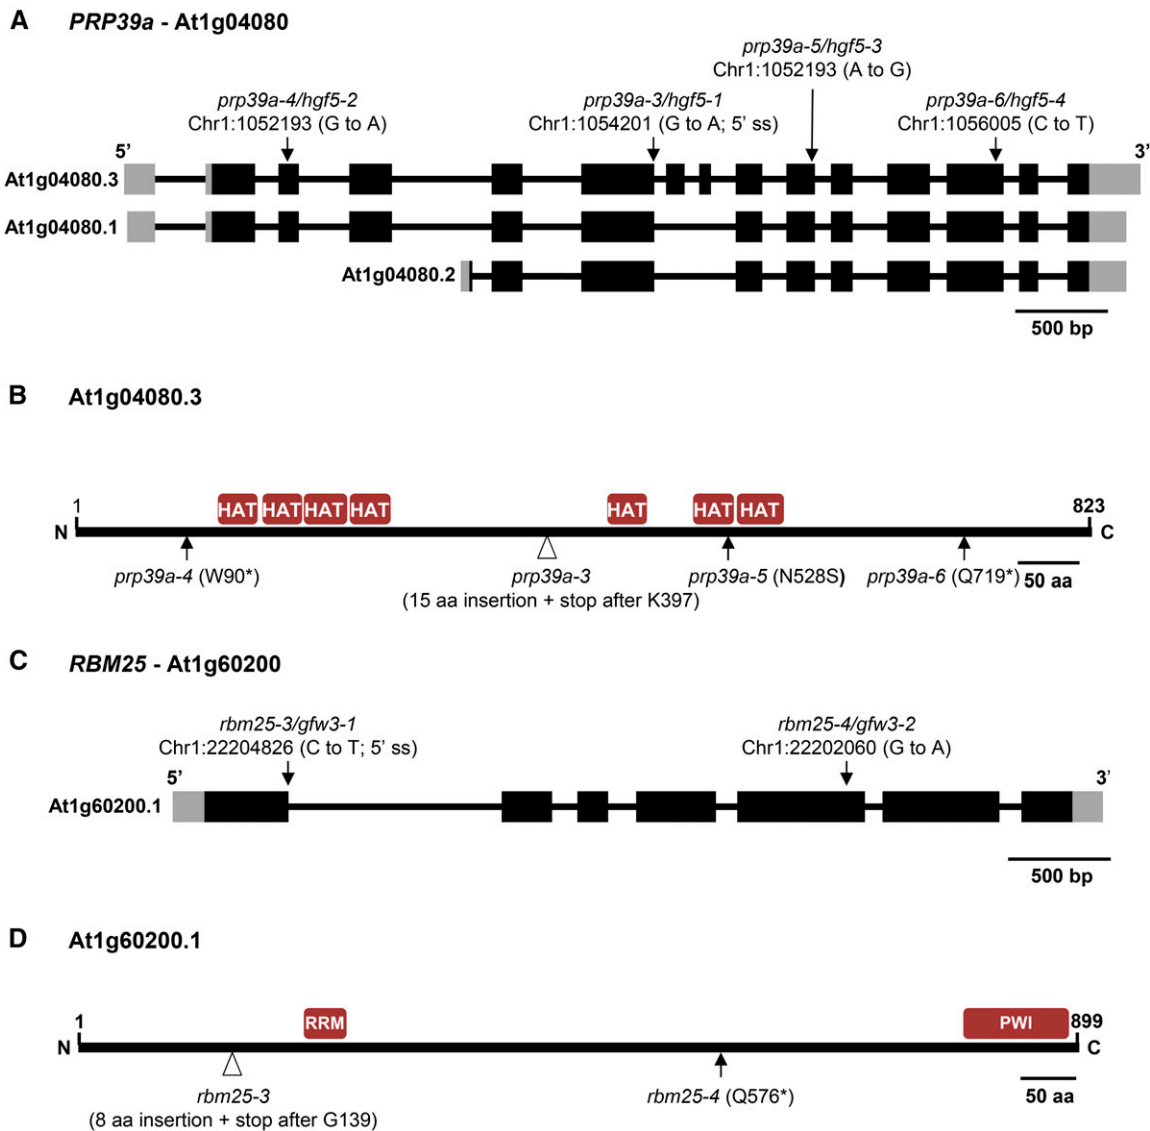 A PRP39a - At1g04080
prp39a-5/hgf5-3
Chr1:1052193 (A to G)
prp39a-4/hgf5-2
Chr1:1052193 (G to A)
prp39a-3/hgf5-1
Chr1:1054201 (G to A; 5' ss)
prp39a-6/hgf5-4
Chr1:1056005 (C to T)
5’ 3’
At1g04080.3
At1g04080.1
At1g04080.2
500 bp
B At1g04080.3
HAT HAT HAT HAT HAT HAT HAT
1 823
N C
prp39a-4 (W90*) prp39a-3 prp39a-5 (N528S) prp39a-6 (Q719*) 50 aa
(15 aa insertion + stop after K397)
C RBM25 - At1g60200
rbm25-3/gfw3-1
Chr1:22204826 (C to T; 5’ ss)
rbm25-4/gfw3-2
Chr1:22202060 (G to A)
5’ 3’
At1g60200.1
500 bp
D At1g60200.1
1 RRM PWI 899
N C
rbm25-3 rbm25-4 (Q576*) 50 aa
(8 aa insertion + stop after G139)